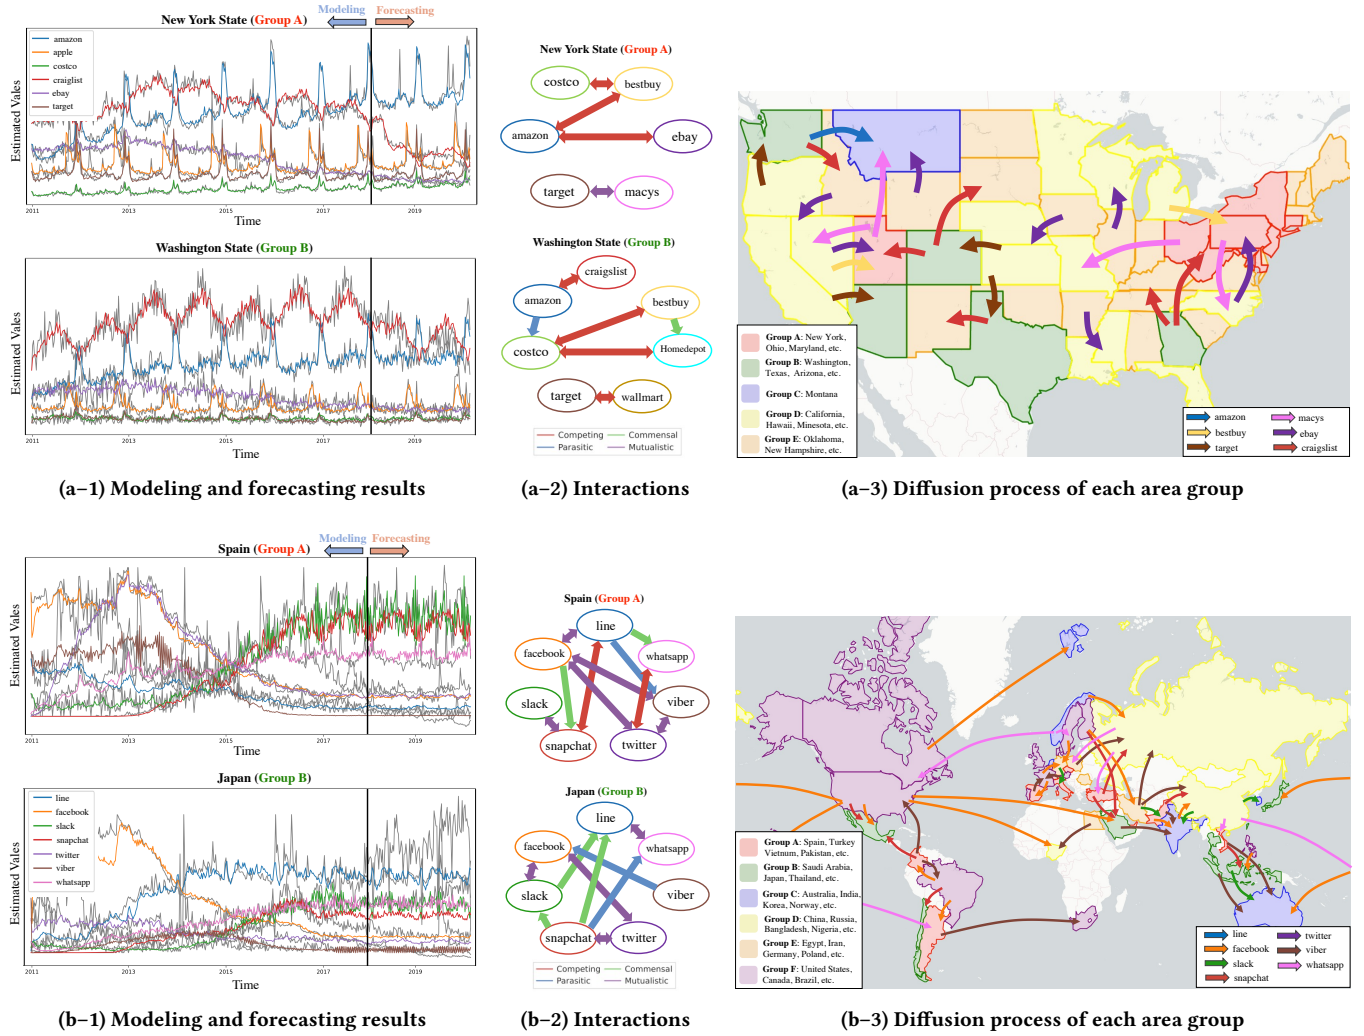 New York State (Group A)
Modeling
Forecasting
Estimated Vales
amazon
apple
costco
craiglist
ebay
target
2011
2013
2015
2017
2019
Time
Washington State (Group B)
Estimated Vales
2011
2013
2015
2017
2019
Time
(a-1) Modeling and forecasting results
New York State (Group A)
costco
bestbuy
amazon
ebay
target
macys
Washington State (Group B)
craigslist
amazon
bestbuy
costco
Homedepot
target
wallmart
Competing
Commensal
Parasitic
Mutualistic
(a-2) Interactions
Group A: New York,
Ohio, Maryland, etc.
Group B: Washington,
Texas, Arizona, etc.
Group C: Montana
Group D: California,
Hawaii, Minesota, etc.
Group E: Oklahoma,
New Hampshire, etc.
amazon
macys
bestbuy
ebay
target
craigslist
(a-3) Diffusion process of each area group
Spain (Group A)
Modeling
Forecasting
Estimated Vales
2011
2013
2015
2017
2019
Time
Japan (Group B)
Estimated Vales
line
facebook
slack
snapchat
twitter
viber
whatsapp
2011
2013
2015
2017
2019
Time
(b-1) Modeling and forecasting results
Spain (Group A)
line
facebook
whatsapp
slack
viber
snapchat
twitter
Japan (Group B)
line
facebook
whatsapp
slack
viber
snapchat
twitter
Competing
Commensal
Parasitic
Mutualistic
(b-2) Interactions
Group A: Spain, Turkey
Vietnum, Pakistan, etc.
Group B: Saudi Arabia,
Japan, Thailand, etc.
Group C: Australia, India,
Korea, Norway, etc.
Group D: China, Russia,
Bangladesh, Nigeria, etc.
Group E: Egypt, Iran,
Germany, Poland, etc.
Group F: United States,
Canada, Brazil, etc.
line
twitter
facebook
viber
slack
whatsapp
snapchat
(b-3) Diffusion process of each area group